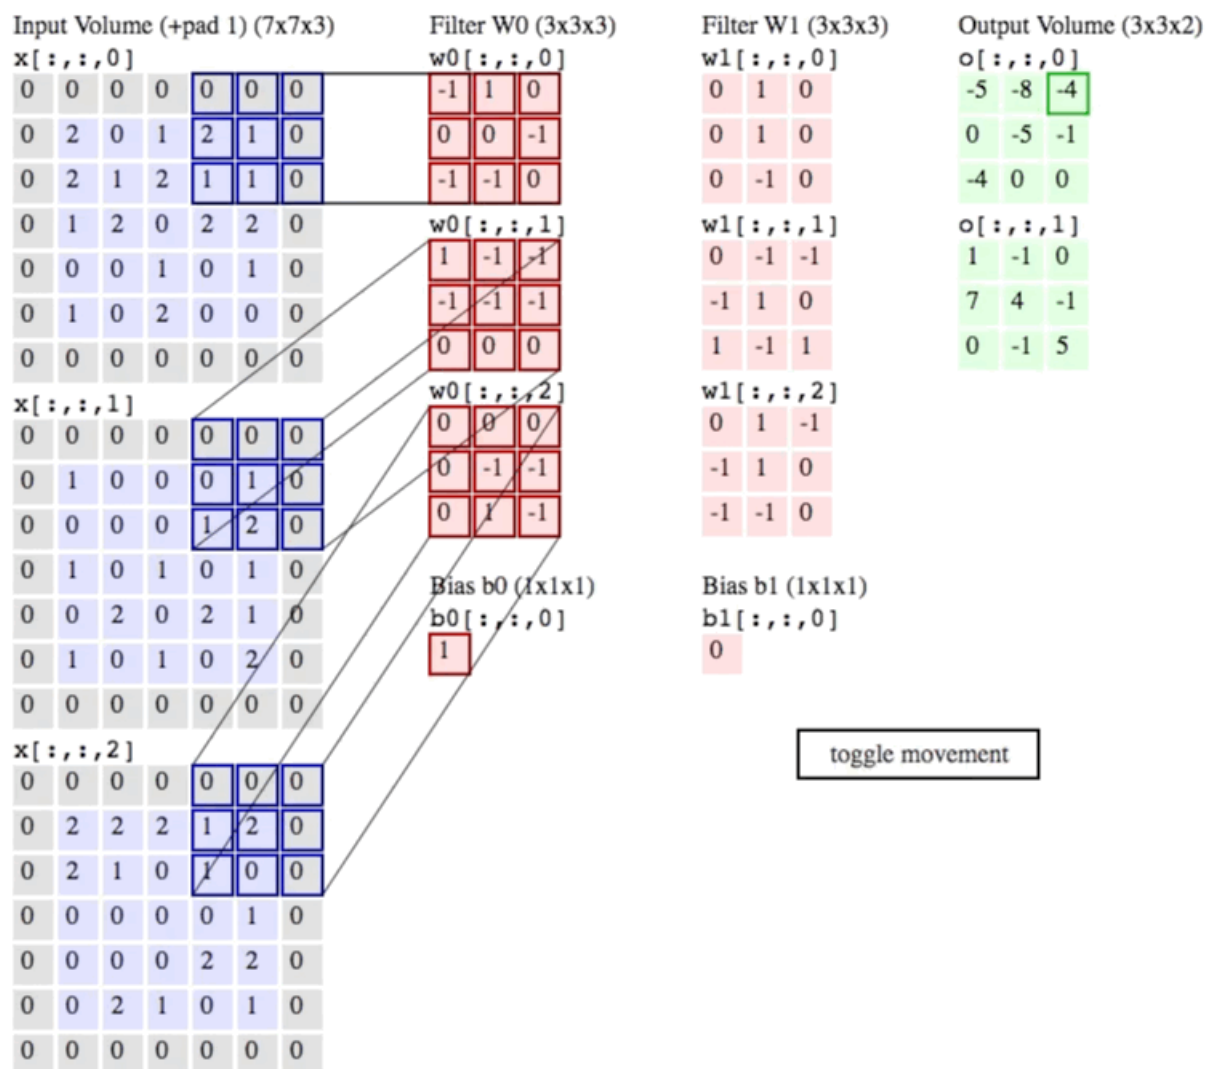 Input Volume (+pad 1) (7x7x3)
x[:,:,0]
0 0 0 0 0 0 0
0 2 0 1 2 1 0
0 2 1 2 1 1 0
0 1 2 0 2 2 0
0 0 0 1 0 1 0
0 1 0 2 0 0 0
0 0 0 0 0 0 0
x[:,:,1]
0 0 0 0 0 0 0
0 1 0 0 0 1 0
0 0 0 0 1 2 0
0 1 0 1 0 1 0
0 0 2 0 2 1 0
0 1 0 1 0 2 0
0 0 0 0 0 0 0
x[:,:,2]
0 0 0 0 0 0 0
0 2 2 2 1 2 0
0 2 1 0 1 0 0
0 0 0 0 0 1 0
0 0 0 0 2 2 0
0 0 2 1 0 1 0
0 0 0 0 0 0 0
Filter W0 (3x3x3)
w0[:,:,0]
-1 1 0
0 0 -1
-1 -1 0
w0[:,:,1]
1 -1 -1
-1 -1 -1
0 0 0
w0[:,:,2]
0 0 0
0 -1 -1
0 1 -1
Bias b0 (1x1x1)
b0[:,:,0]
1
Filter W1 (3x3x3)
w1[:,:,0]
0 1 0
0 1 0
0 -1 0
w1[:,:,1]
0 -1 -1
-1 1 0
1 -1 1
w1[:,:,2]
0 1 -1
-1 1 0
-1 -1 0
Bias b1 (1x1x1)
b1[:,:,0]
0
Output Volume (3x3x2)
o[:,:,0]
-5 -8 -4
0 -5 -1
-4 0 0
o[:,:,1]
1 -1 0
7 4 -1
0 -1 5
toggle movement